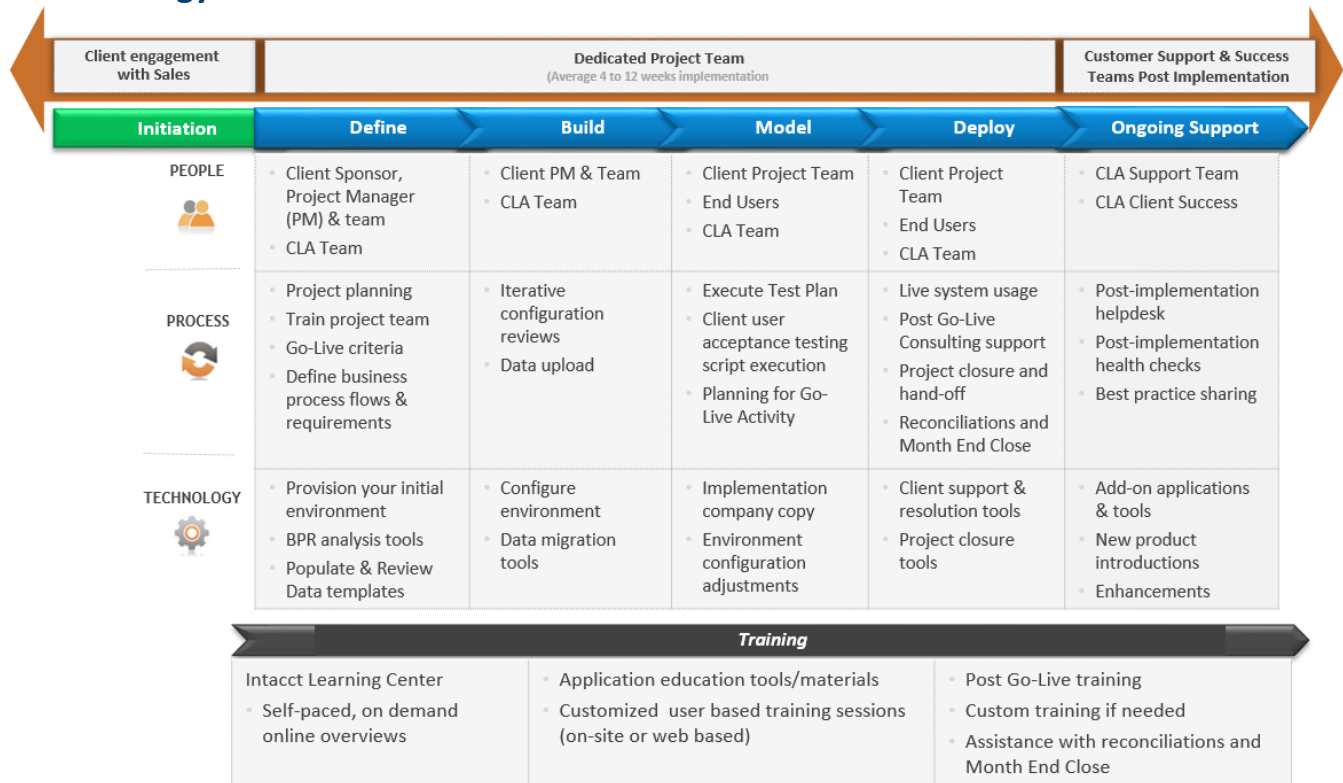 Client engagement
with Sales
Dedicated Project Team
(Average 4 to 12 weeks implementation
Customer Support & Success
Teams Post Implementation
Initiation
Define
Build
Model
Deploy
Ongoing Support
PEOPLE
Client Sponsor,
Project Manager
(PM) & team
CLA Team
Client PM & Team
CLA Team
Client Project Team
End Users
CLA Team
Client Project
Team
End Users
CLA Team
CLA Support Team
CLA Client Success
PROCESS
Project planning
Train project team
Go-Live criteria
Define business
process flows &
requirements
Iterative
configuration
reviews
Data upload
Execute Test Plan
Client user
acceptance testing
script execution
Planning for Go-
Live Activity
Live system usage
Post Go-Live
Consulting support
Project closure and
hand-off
Reconciliations and
Month End Close
Post-implementation
helpdesk
Post-implementation
health checks
Best practice sharing
TECHNOLOGY
Provision your initial
environment
BPR analysis tools
Populate & Review
Data templates
Configure
environment
Data migration
tools
Implementation
company copy
Environment
configuration
adjustments
Client support &
resolution tools
Project closure
tools
Add-on applications
& tools
New product
introductions
Enhancements
Training
Intacct Learning Center
Self-paced, on demand
online overviews
Application education tools/materials
Customized user based training sessions
(on-site or web based)
Post Go-Live training
Custom training if needed
Assistance with reconciliations and
Month End Close